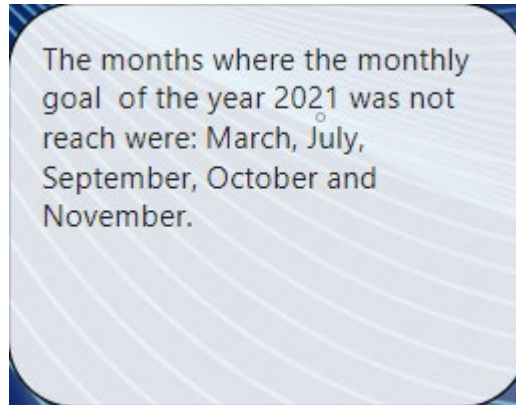 The months where the monthly
goal  of the year 2021 was not
reach were: March, July,
September, October and
November.